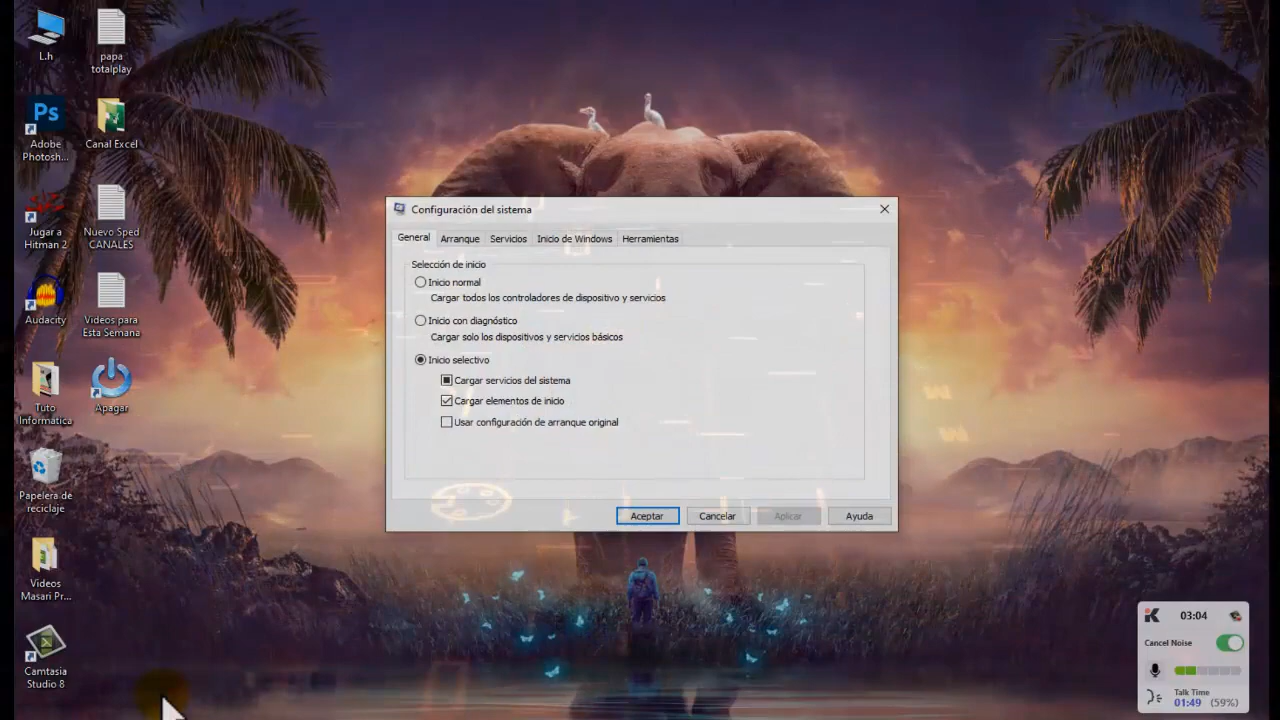 L.h
papa
totalplay
Ps
Adobe
Photosh...
Canal Excel
Jugar a
Hitman 2
Nuevo Sped
CANALES
Audacity
Videos para
Esta Semana
Tuto
Informatica
Apagar
Papelera de
reciclaje
Videos
Masari Pr...
Camtasia
Studio 8
Configuración del sistema
General
Arranque
Servicios
Inicio de Windows
Herramientas
Selección de inicio
Inicio normal
Cargar todos los controladores de dispositivo y servicios
Inicio con diagnóstico
Cargar solo los dispositivos y servicios básicos
Inicio selectivo
Cargar servicios del sistema
Cargar elementos de inicio
Usar configuración de arranque original
Aceptar
Cancelar
Aplicar
Ayuda
03:04
Cancel Noise
Talk Time
01:49 (59%)